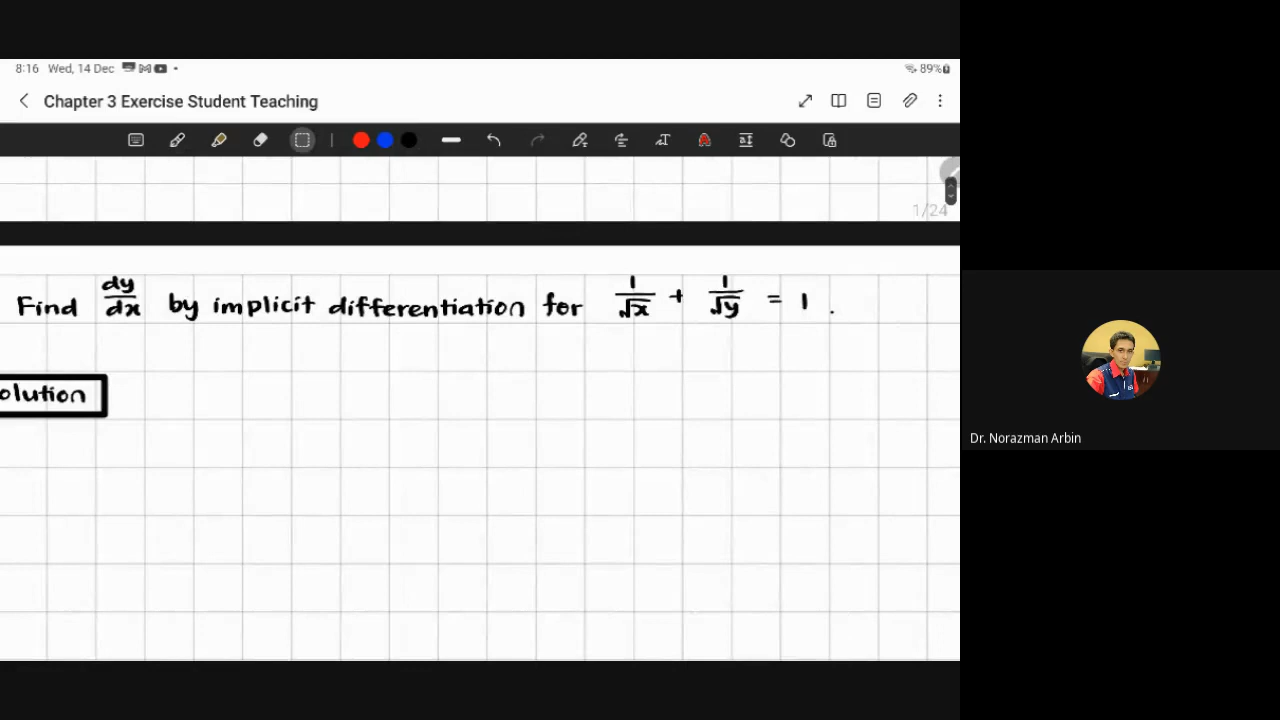 8:16 Wed, 14 Dec 89%
Chapter 3 Exercise Student Teaching
1/24
Find dy/dx by implicit differentiation for 1/√x + 1/√y = 1 .
olution
Dr. Norazman Arbin